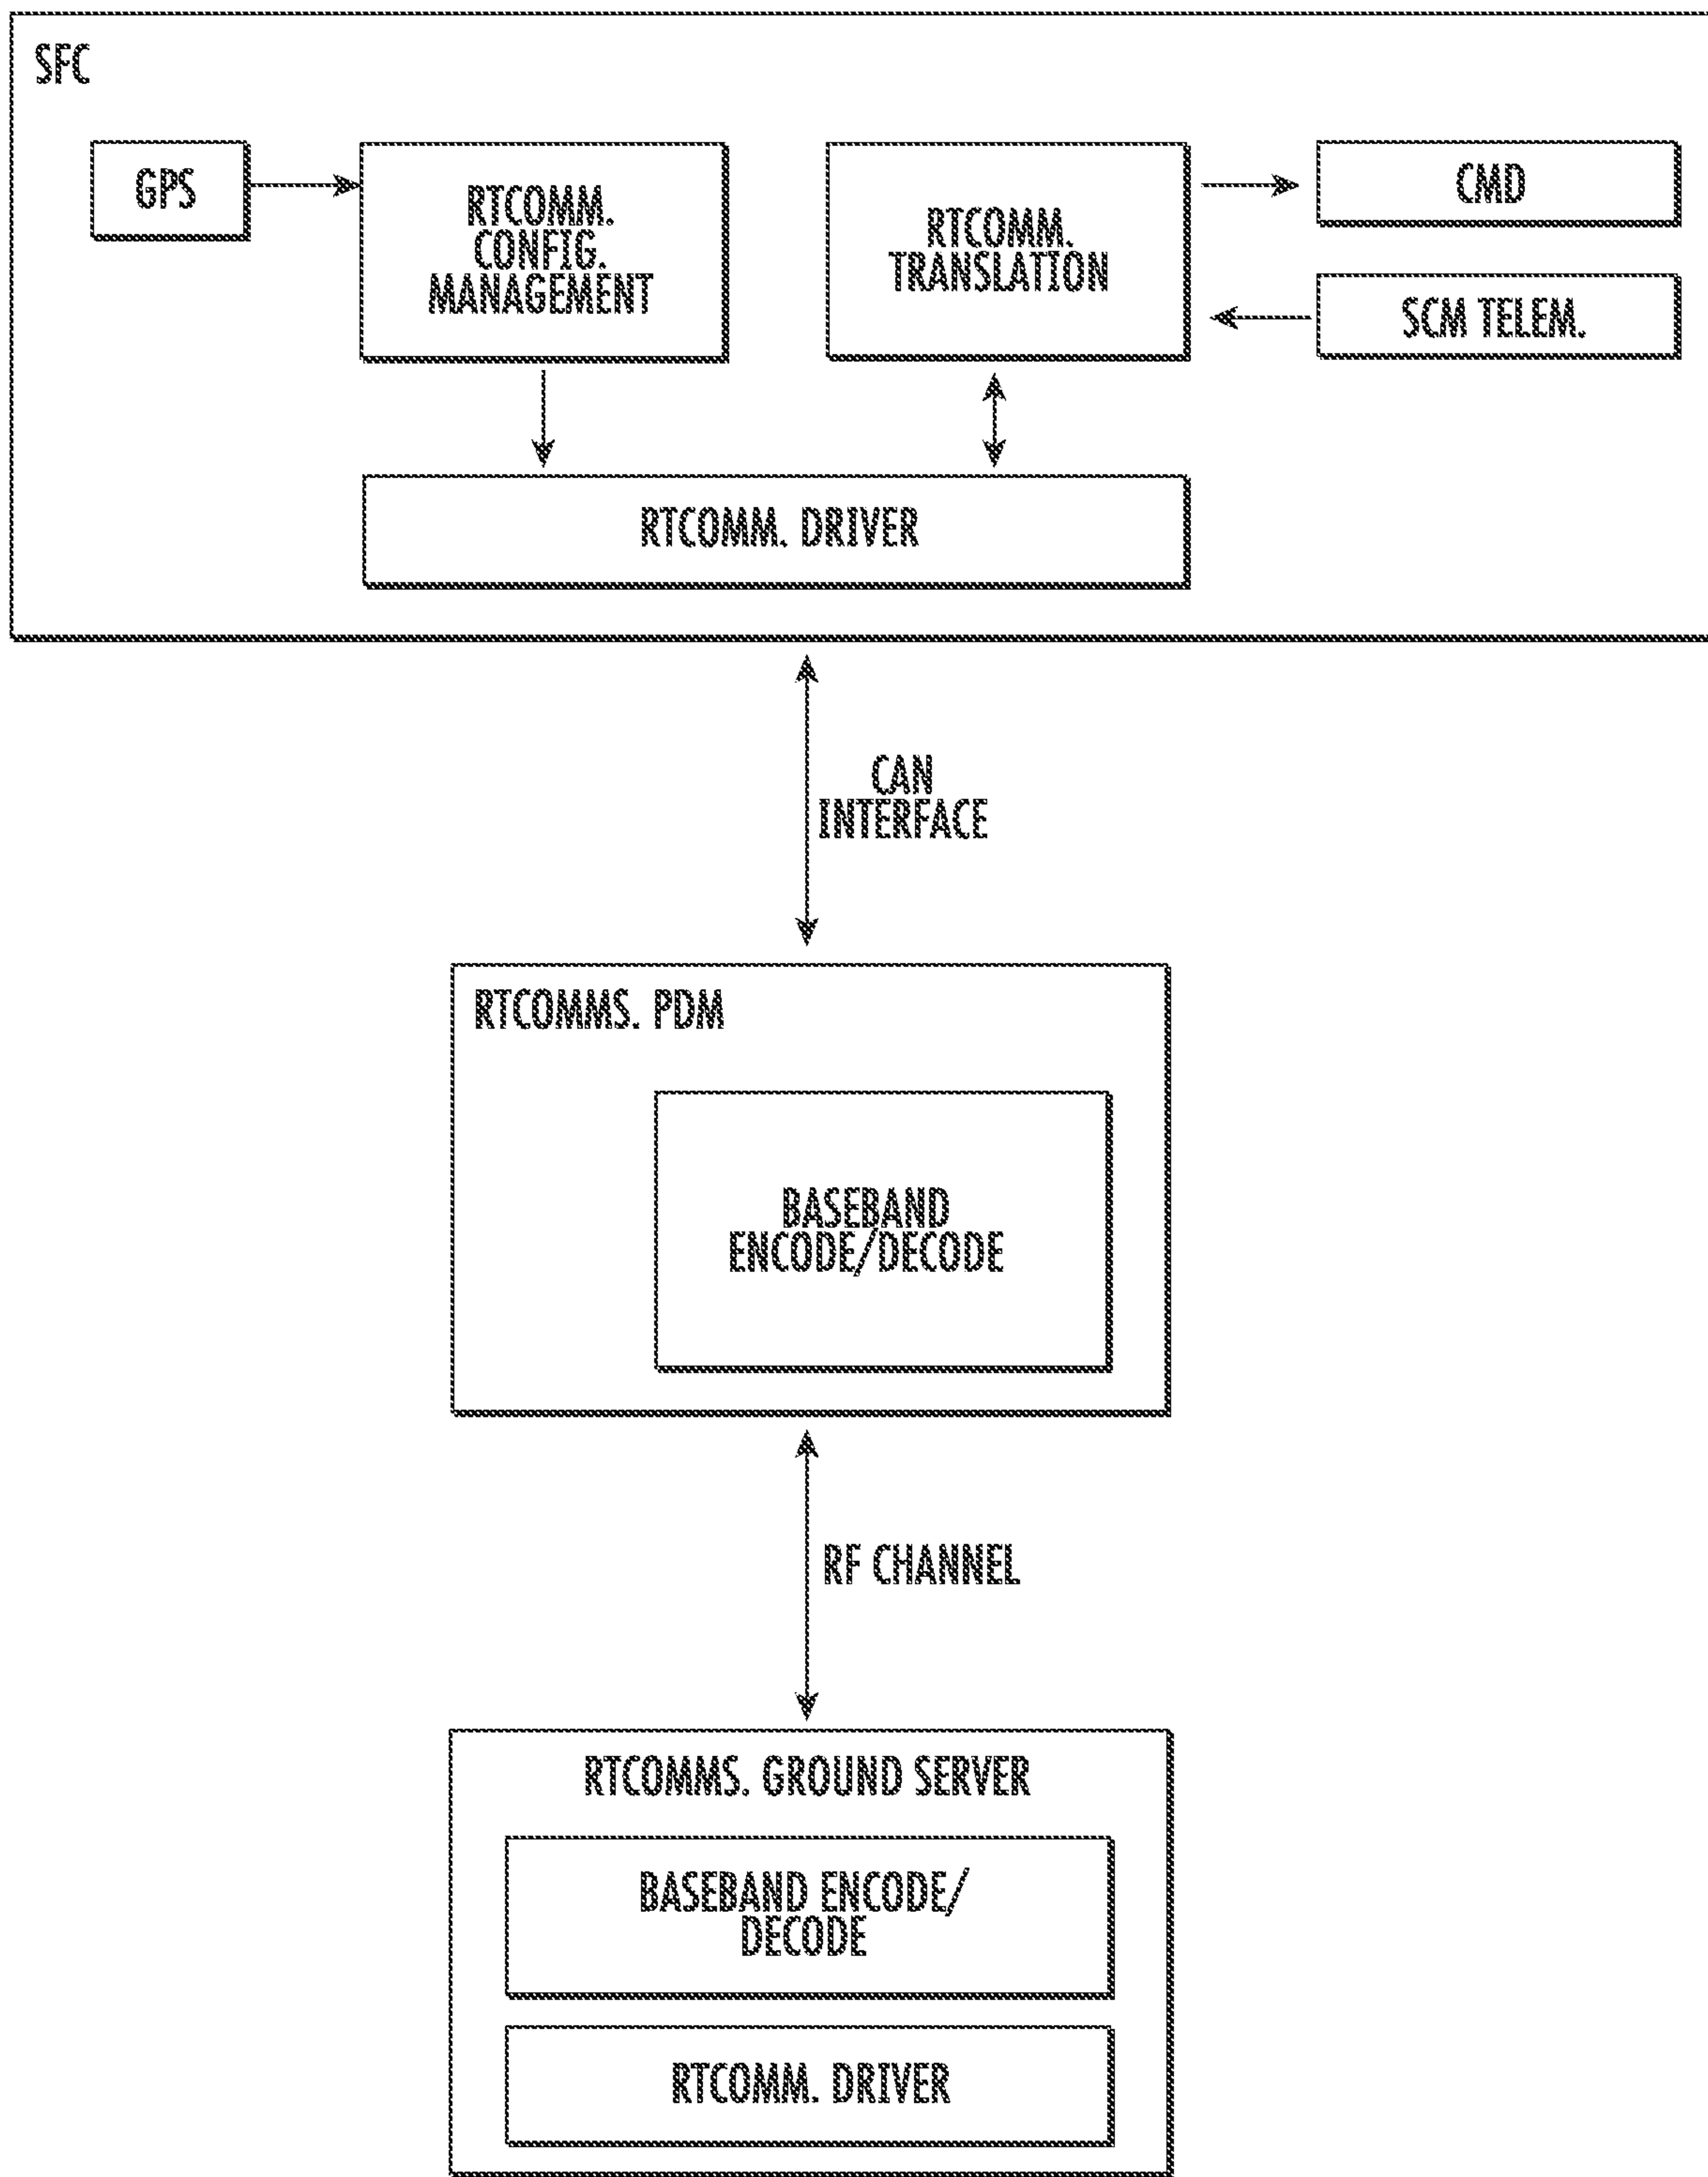 SFC
GPS
RTCOMM.
CONFIG.
MANAGEMENT
RTCOMM.
TRANSLATION
CMD
SCM TELEM.
RTCOMM. DRIVER
CAN
INTERFACE
RTCOMMS. PDM
BASEBAND
ENCODE/DECODE
RF CHANNEL
RTCOMMS. GROUND SERVER
BASEBAND ENCODE/
DECODE
RTCOMM. DRIVER